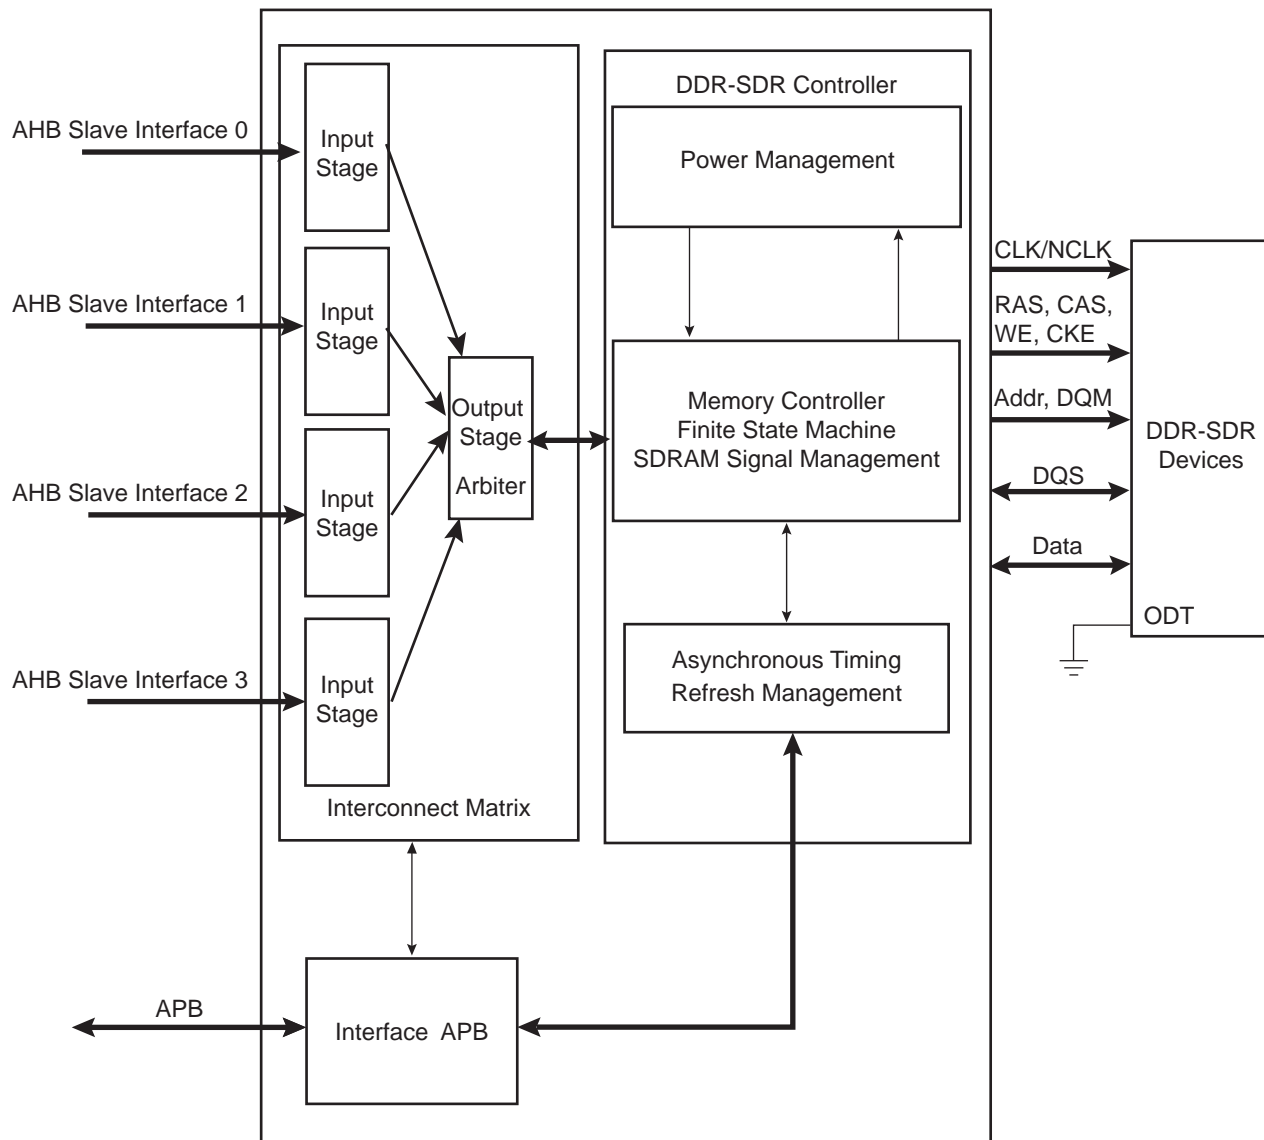 AHB Slave Interface 0
Input
Stage
AHB Slave Interface 1
Input
Stage
AHB Slave Interface 2
Input
Stage
AHB Slave Interface 3
Input
Stage
Output
Stage
Arbiter
Interconnect Matrix
DDR-SDR Controller
Power Management
Memory Controller
Finite State Machine
SDRAM Signal Management
Asynchronous Timing
Refresh Management
APB
Interface APB
CLK/NCLK
RAS, CAS,
WE, CKE
Addr, DQM
DQS
Data
DDR-SDR
Devices
ODT